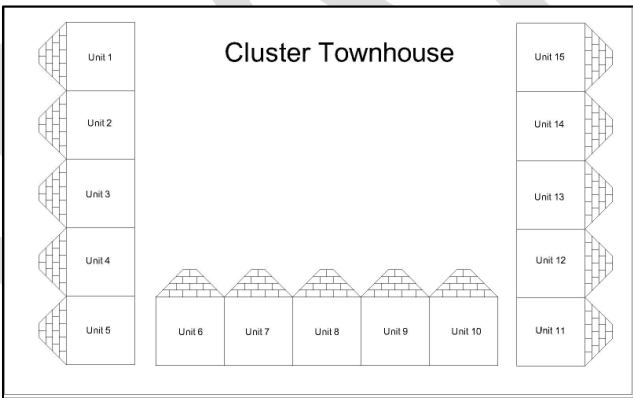 Cluster Townhouse
Unit 1
Unit 2
Unit 3
Unit 4
Unit 5
Unit 6
Unit 7
Unit 8
Unit 9
Unit 10
Unit 11
Unit 12
Unit 13
Unit 14
Unit 15